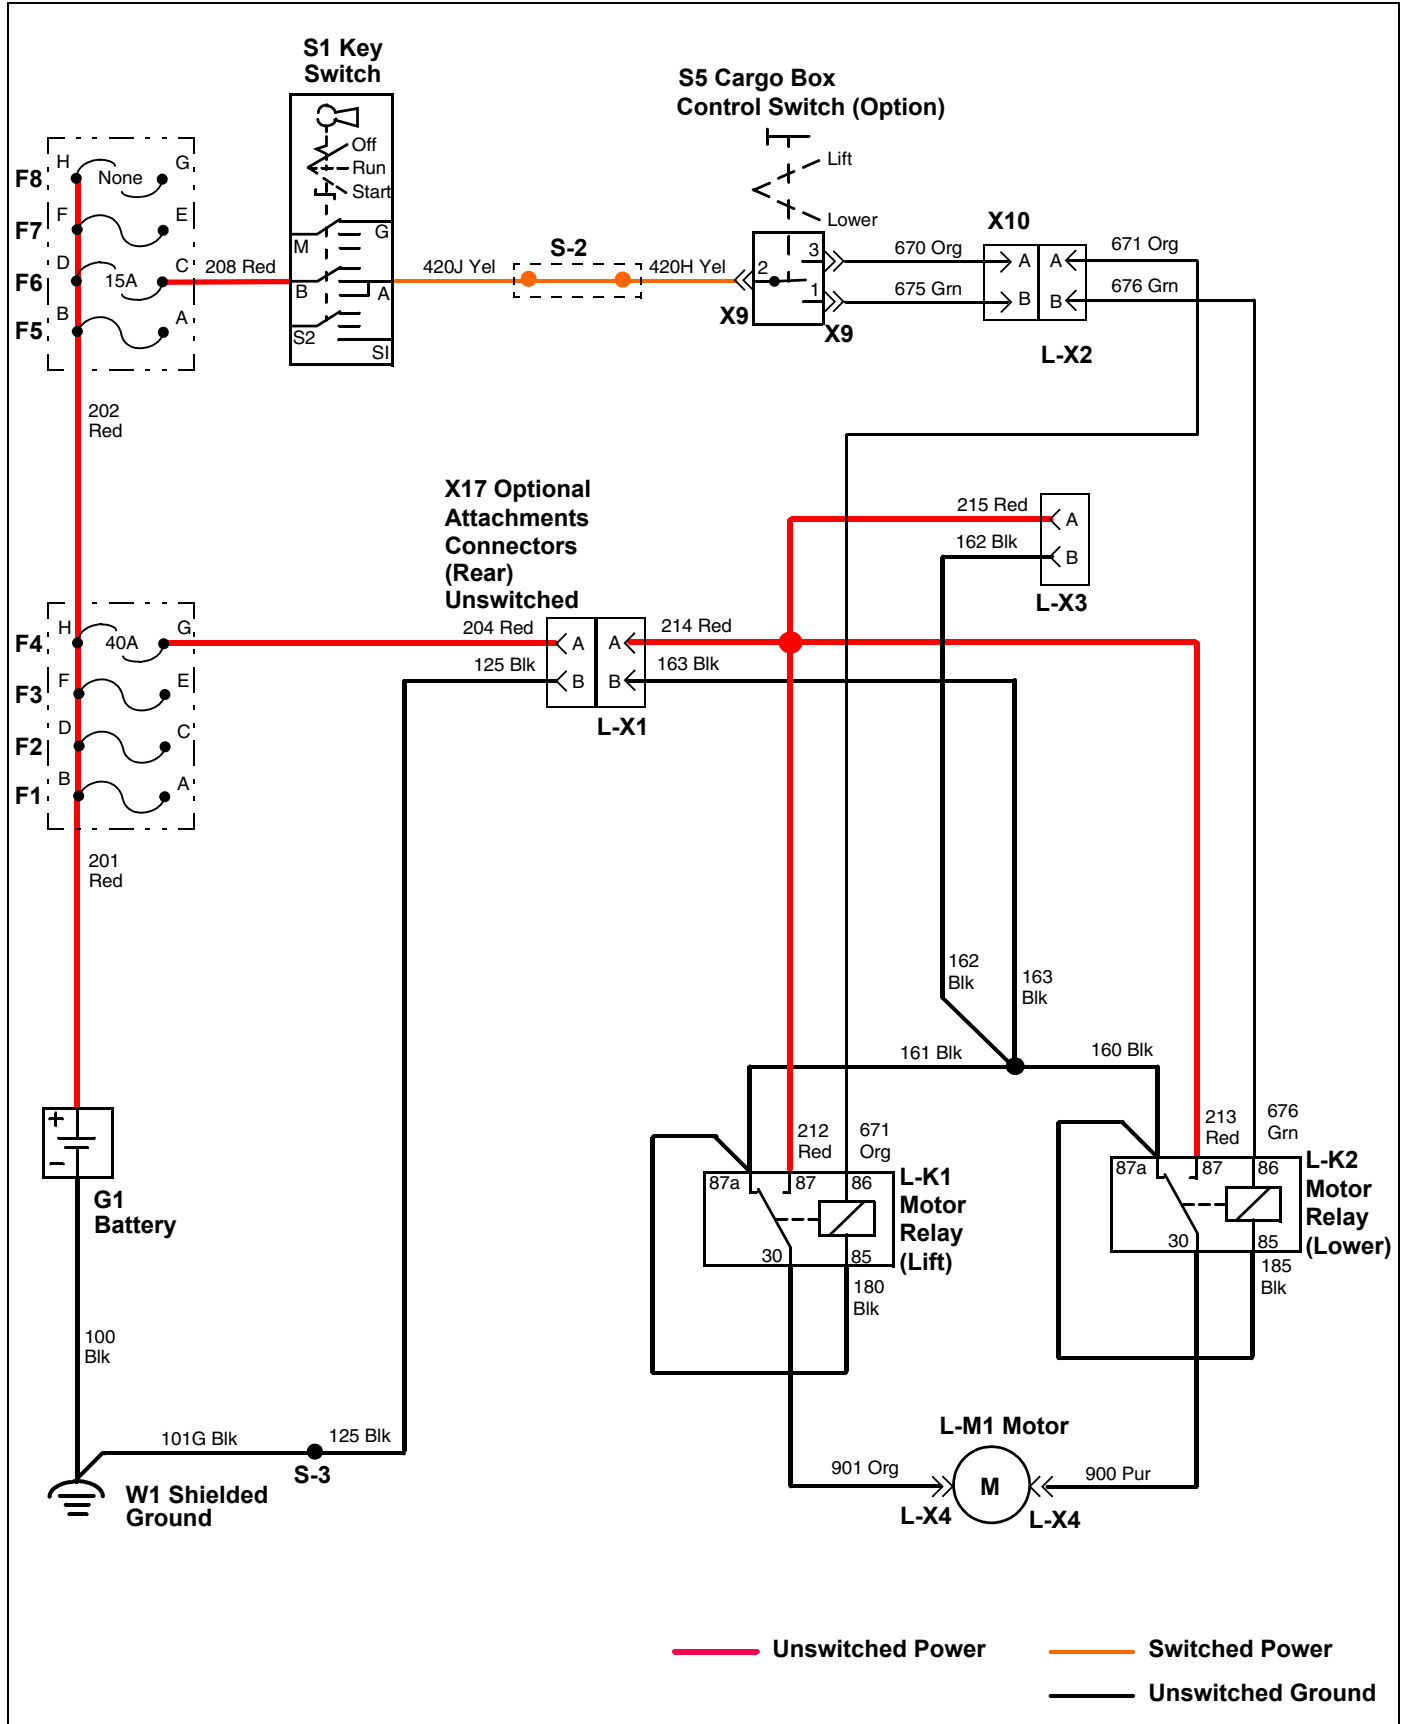 S1 Key
Switch
Off
Run
Start
M
G
B
A
S2
SI
S5 Cargo Box
Control Switch (Option)
Lift
Lower
3
2
1
X9
X9
F8
H
None
G
F7
F
E
F6
D
15A
C
F5
B
A
208 Red
420J Yel
S-2
420H Yel
670 Org
675 Grn
X10
A
A
B
B
L-X2
671 Org
676 Grn
202
Red
X17 Optional
Attachments
Connectors
(Rear)
Unswitched
215 Red
162 Blk
A
B
L-X3
F4
H
40A
G
F3
F
E
F2
D
C
F1
B
A
204 Red
125 Blk
A
A
B
B
L-X1
214 Red
163 Blk
201
Red
162
Blk
163
Blk
161 Blk
160 Blk
+
–
G1
Battery
212
Red
671
Org
87a
87
86
30
85
L-K1
Motor
Relay
(Lift)
180
Blk
213
Red
676
Grn
87a
87
86
30
85
L-K2
Motor
Relay
(Lower)
185
Blk
100
Blk
101G Blk
125 Blk
S-3
W1 Shielded
Ground
L-M1 Motor
901 Org
M
900 Pur
L-X4
L-X4
Unswitched Power
Switched Power
Unswitched Ground